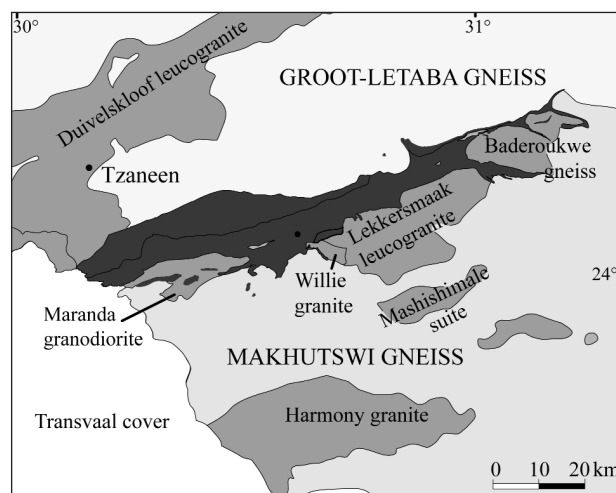 30°
31°
Duivelskloof leucogranite
GROOT-LETABA GNEISS
Tzaneen
Baderoukwe
gneiss
Lekkersmaak
leucogranite
Willie
granite
24°
Mashishimale
suite
Maranda
granodiorite
MAKHUTSWI GNEISS
Transvaal cover
Harmony granite
0 10 20 km